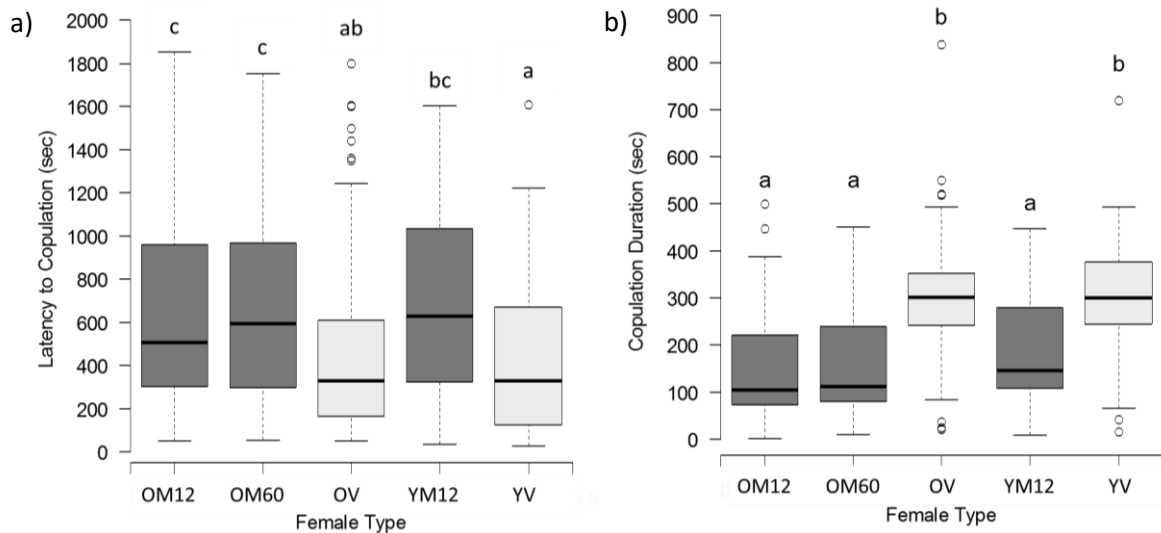 a)
Latency to Copulation (sec)
2000
1800
1600
1400
1200
1000
800
600
400
200
0
c
c
ab
bc
a
OM12 OM60 OV YM12 YV
Female Type
b)
Copulation Duration (sec)
900
800
700
600
500
400
300
200
100
0
a
a
b
a
b
OM12 OM60 OV YM12 YV
Female Type